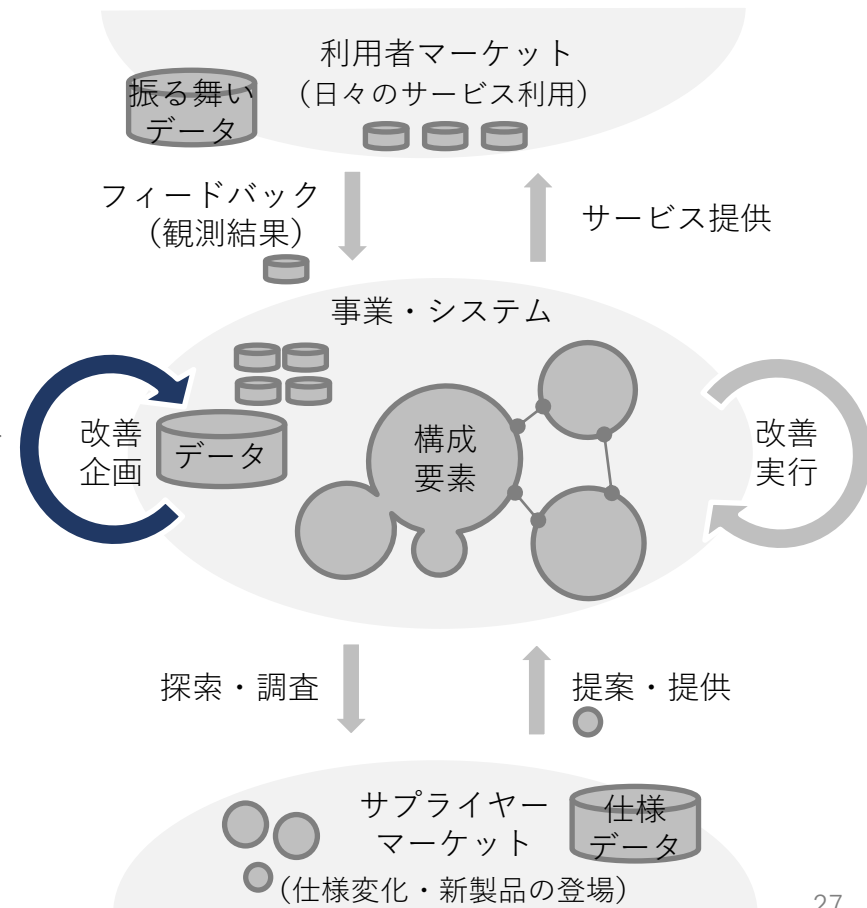 利用者マーケット
(日々のサービス利用)
振る舞い
データ
フィードバック
(観測結果)
サービス提供
事業・システム
改善
企画
データ
構成
要素
改善
実行
探索・調査
提案・提供
サプライヤー
マーケット
仕様
データ
(仕様変化・新製品の登場)
27